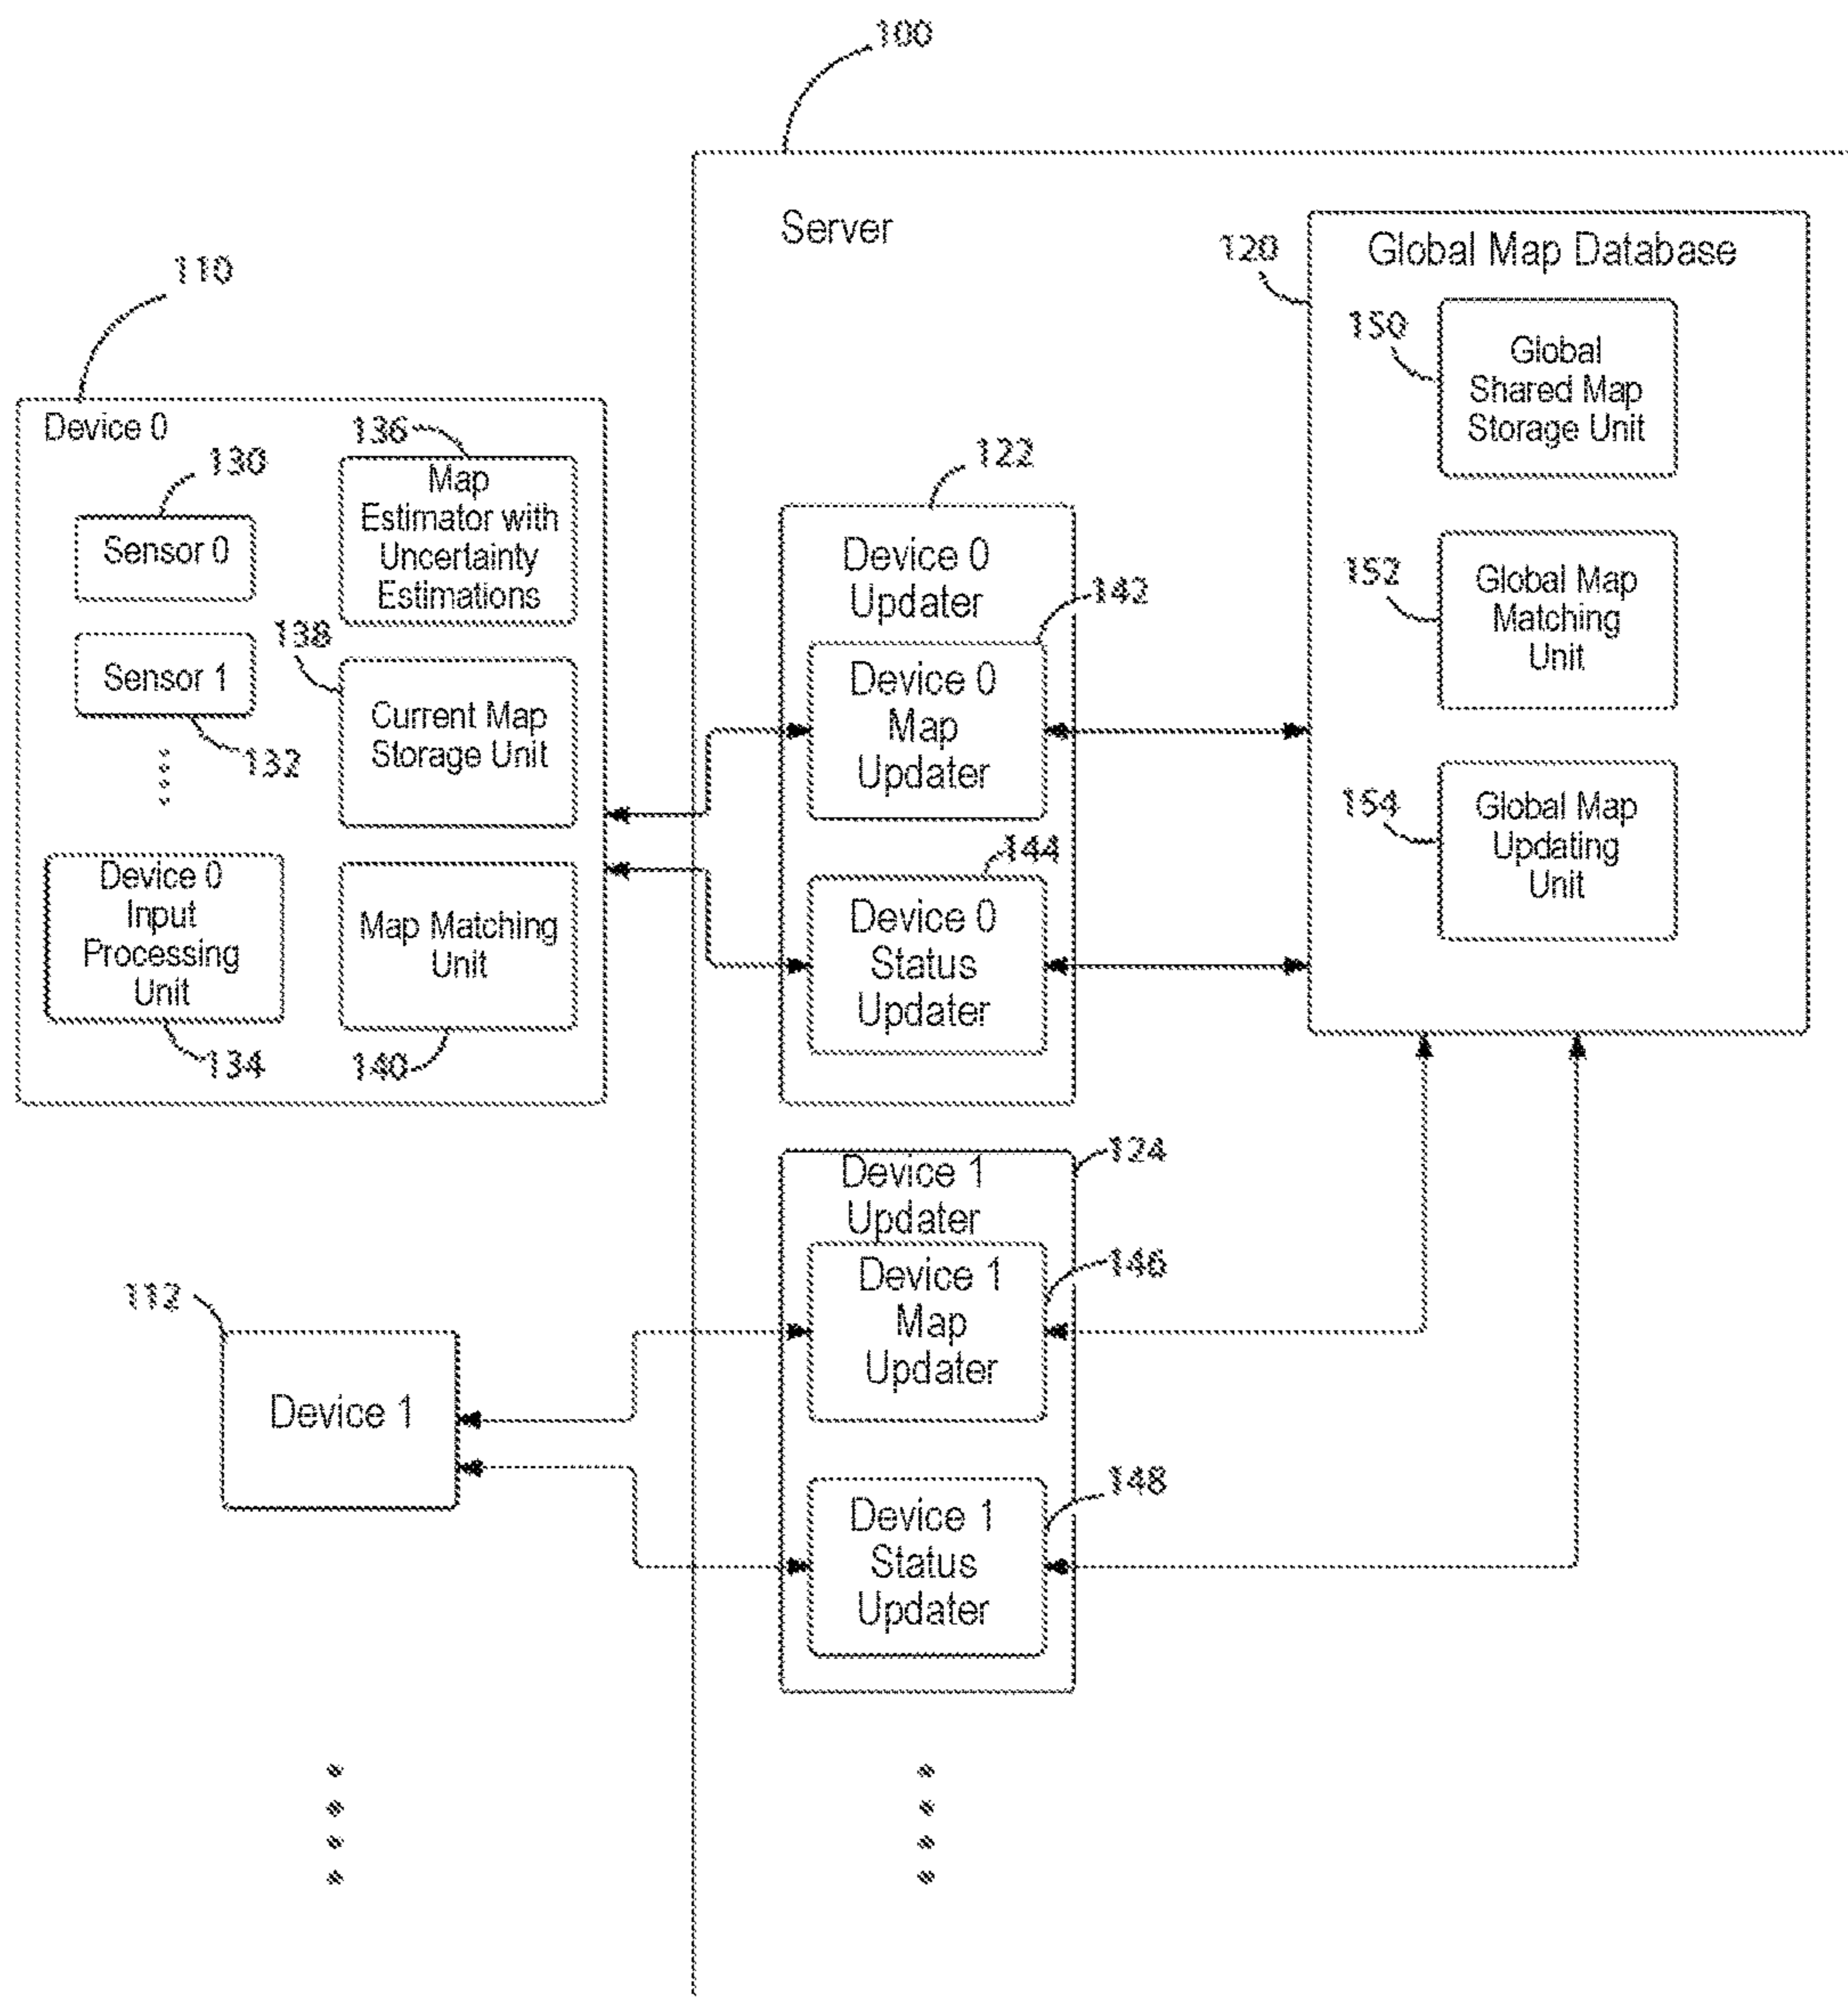 100
Server
110
Device 0
130
Sensor 0
Sensor 1
132
Device 0
Input
Processing
Unit
134
136
Map
Estimator with
Uncertainty
Estimations
138
Current Map
Storage Unit
Map Matching
Unit
140
122
Device 0
Updater
142
Device 0
Map
Updater
144
Device 0
Status
Updater
120
Global Map Database
150
Global
Shared Map
Storage Unit
152
Global Map
Matching
Unit
154
Global Map
Updating
Unit
124
Device 1
Updater
146
Device 1
Map
Updater
148
Device 1
Status
Updater
112
Device 1